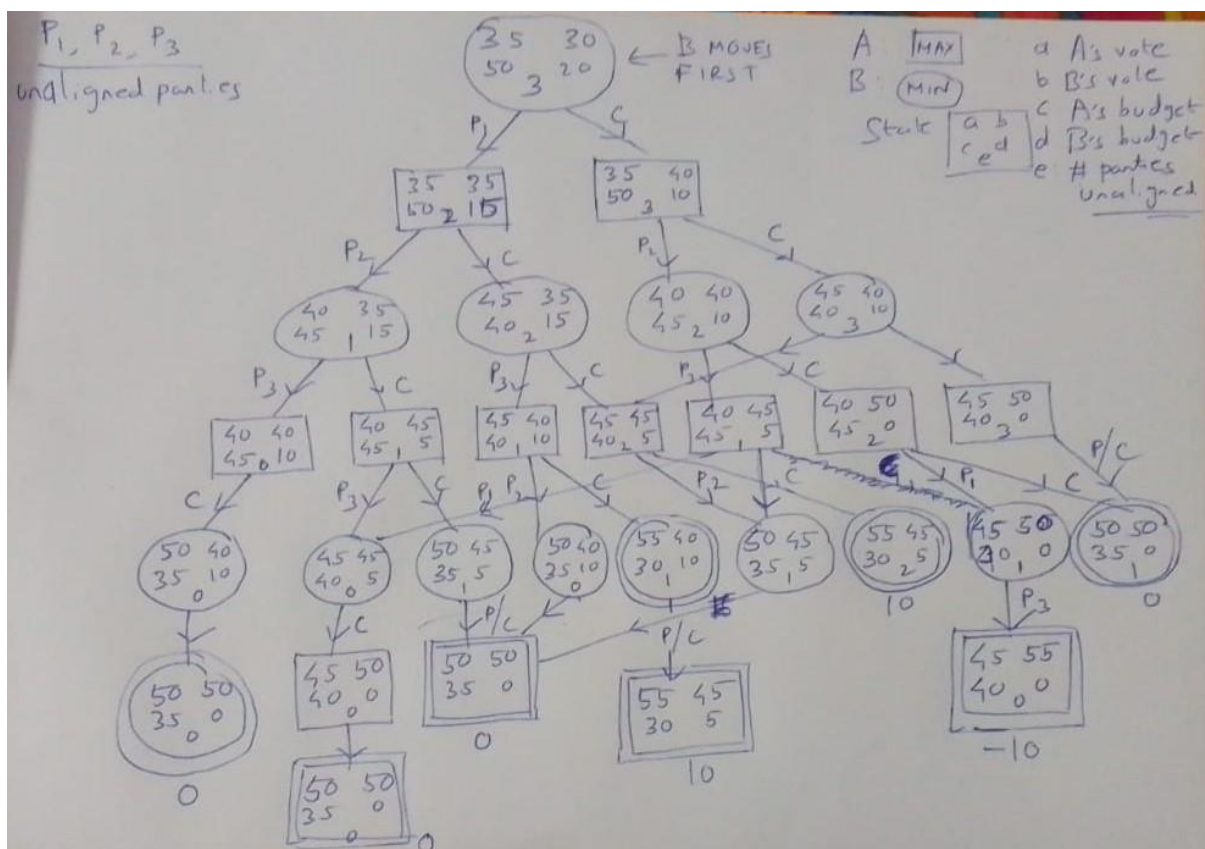 P1, P2, P3
unaligned parties
35 30
50 20
3
← B MOVES
FIRST
A: MAX
B: MIN
State
a b
c d
e
a A's vote
b B's vote
c A's budget
d B's budget
e # parties
unaligned
P1 C
35 35
50 2 15
35 40
50 3 10
P2 C P2 C
40 35
45 1 15
45 35
40 2 15
40 40
45 2 10
45 40
40 3 10
P3 C P3 C C
40 40
45 0 10
40 45
45 1 5
45 40
40 1 10
45 45
40 2 5
40 45
45 1 5
40 50
45 2 0
45 50
40 3 0
C P3 C P1 P2 C P2 C P1 C P/C
50 40
35 10
0
45 45
40 0 5
50 45
35 1 5
50 40
35 10
0
55 40
30 1 10
50 45
35 1 5
55 45
30 2 5
10
45 50
40 1 0
50 50
35 0
1
0
C P/C P/C P3
50 50
35 0
0
0
45 50
40 0 0
50 50
35 0
0
55 45
30 5
10
45 55
40 0 0
-10
50 50
35 0
0
0